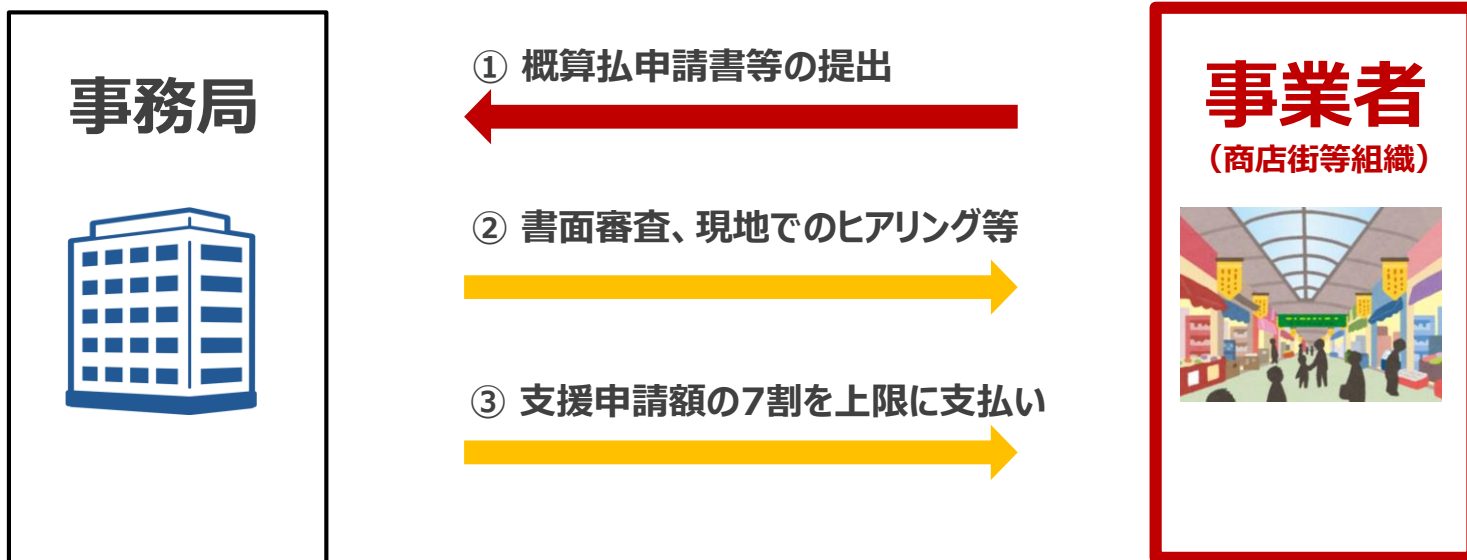 事務局
① 概算払申請書等の提出
② 書面審査、現地でのヒアリング等
③ 支援申請額の7割を上限に支払い
事業者
（商店街等組織）